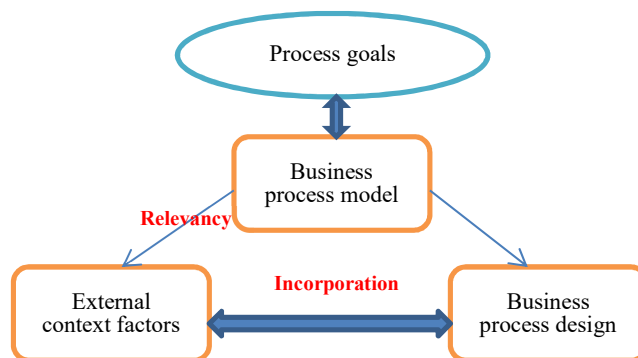 Process goals
Business
process model
Relevancy
Incorporation
External
context factors
Business
process design